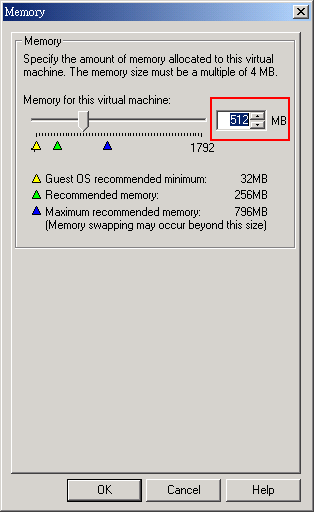 Memory
Memory
Specify the amount of memory allocated to this virtual
machine. The memory size must be a multiple of 4 MB.
Memory for this virtual machine:
512 MB
1792
Guest OS recommended minimum: 32MB
Recommended memory: 256MB
Maximum recommended memory: 796MB
(Memory swapping may occur beyond this size)
OK Cancel Help